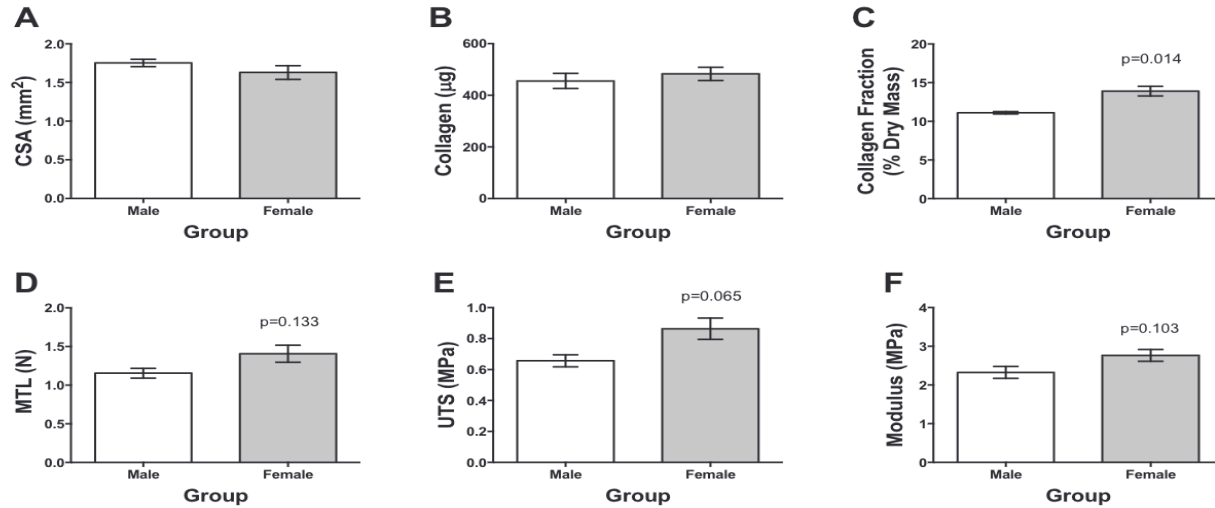 A
CSA (mm²)
2.0
1.5
1.0
0.5
0.0
Male
Female
Group
B
Collagen (µg)
600
400
200
0
Male
Female
Group
C
Collagen Fraction
(% Dry Mass)
20
15
10
5
0
p=0.014
Male
Female
Group
D
MTL (N)
2.0
1.5
1.0
0.5
0.0
p=0.133
Male
Female
Group
E
UTS (MPa)
1.0
0.8
0.6
0.4
0.2
0.0
p=0.065
Male
Female
Group
F
Modulus (MPa)
4
3
2
1
0
p=0.103
Male
Female
Group